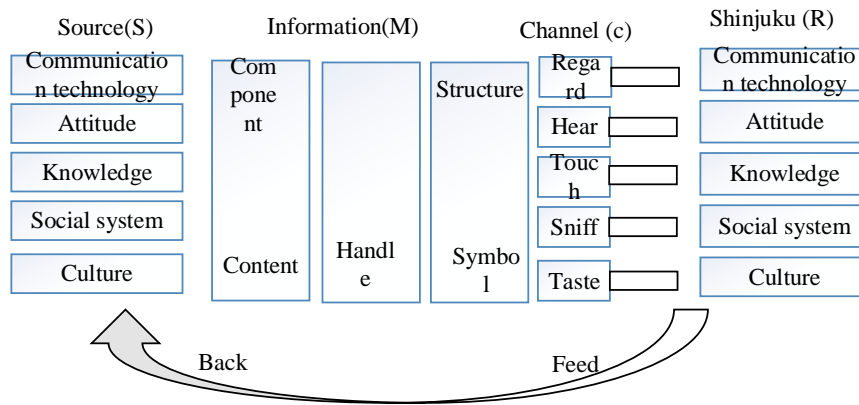 Source(S)
Communicatio
n technology
Attitude
Knowledge
Social system
Culture
Information(M)
Com
pone
nt
Content
Handl
e
Structure
Symbo
l
Channel (c)
Rega
rd
Hear
Touc
h
Sniff
Taste
Shinjuku (R)
Communicatio
n technology
Attitude
Knowledge
Social system
Culture
Back
Feed